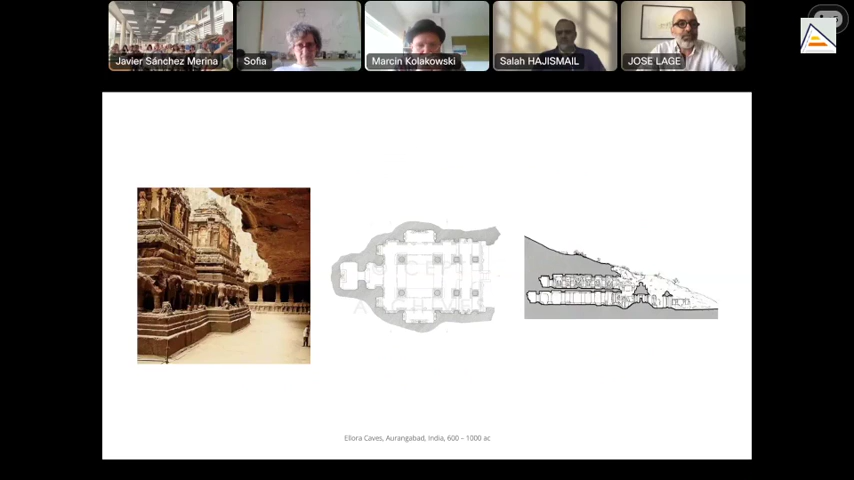 Javier Sánchez Merina
Sofia
Marcin Kolakowski
Salah HAJISMAIL
JOSE LAGE
Ellora Caves, Aurangabad, India, 600 – 1000 ac